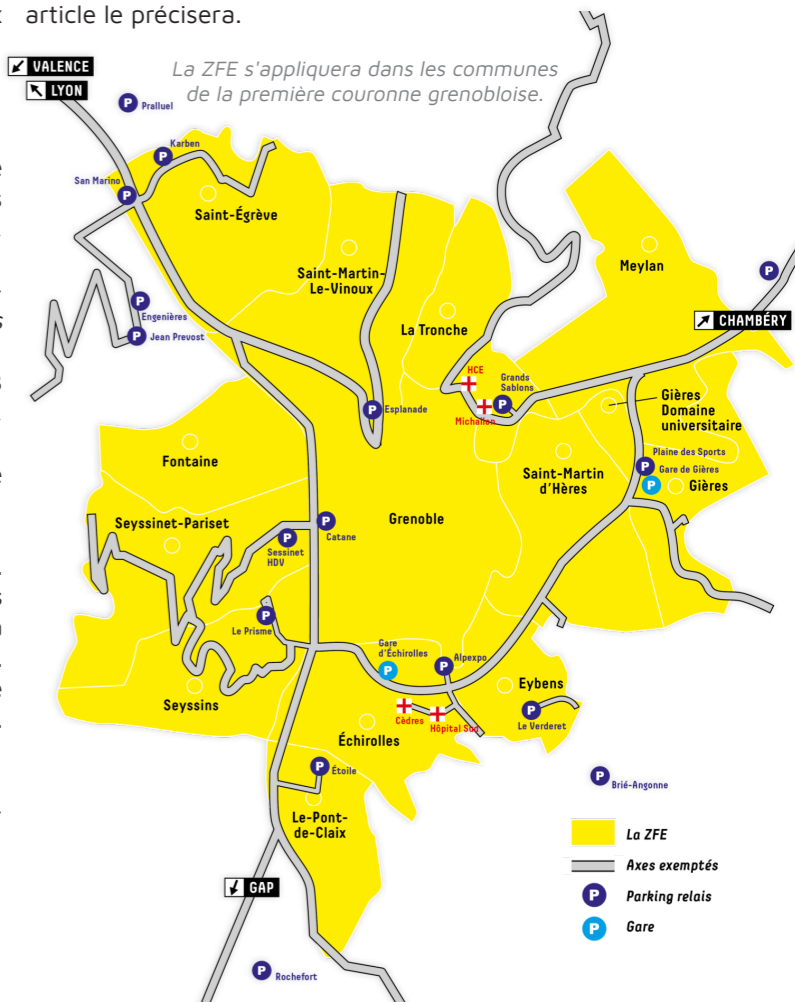 x article le précisera.
La ZFE s'appliquera dans les communes
de la première couronne grenobloise.
VALENCE
LYON
P Pralluel
P Karben
San Marino P
Saint-Égrève
Saint-Martin-
Le-Vinoux
La Tronche
Meylan
P
CHAMBÉRY
P
Engenières
P Jean Prevost
HCE
Grands
Sablons
P
Michallon
P Esplanade
Gières
Domaine
universitaire
Fontaine
Saint-Martin
d'Hères
Plaine des Sports
P Gare de Gières
P Gières
Seyssinet-Pariset
Grenoble
P
Catane
P
Sessinet
HDV
P
Le Prisme
Gare
d'Échirolles
P
Alpexpo
P
Seyssins
Eybens
Cèdres
Hôpital Sud
P
Le Verderet
Échirolles
P Étoile
Le-Pont-
de-Claix
P Brié-Angonne
La ZFE
Axes exemptés
P Parking relais
P Gare
GAP
P Rochefort